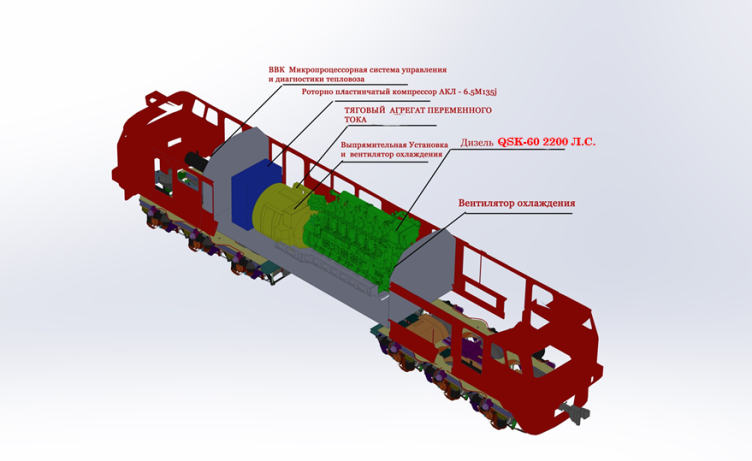 ВВК Микропроцессорная система управления
и диагностики тепловоза
Роторно пластинчатый компрессор АКЛ - 6.5М135j
ТЯГОВЫЙ АГРЕГАТ ПЕРЕМЕННОГО
ТОКА
Выпрямительная Установка
и вентилятор охлаждения
Дизель QSK-60 2200 Л.С.
Вентилятор охлаждения